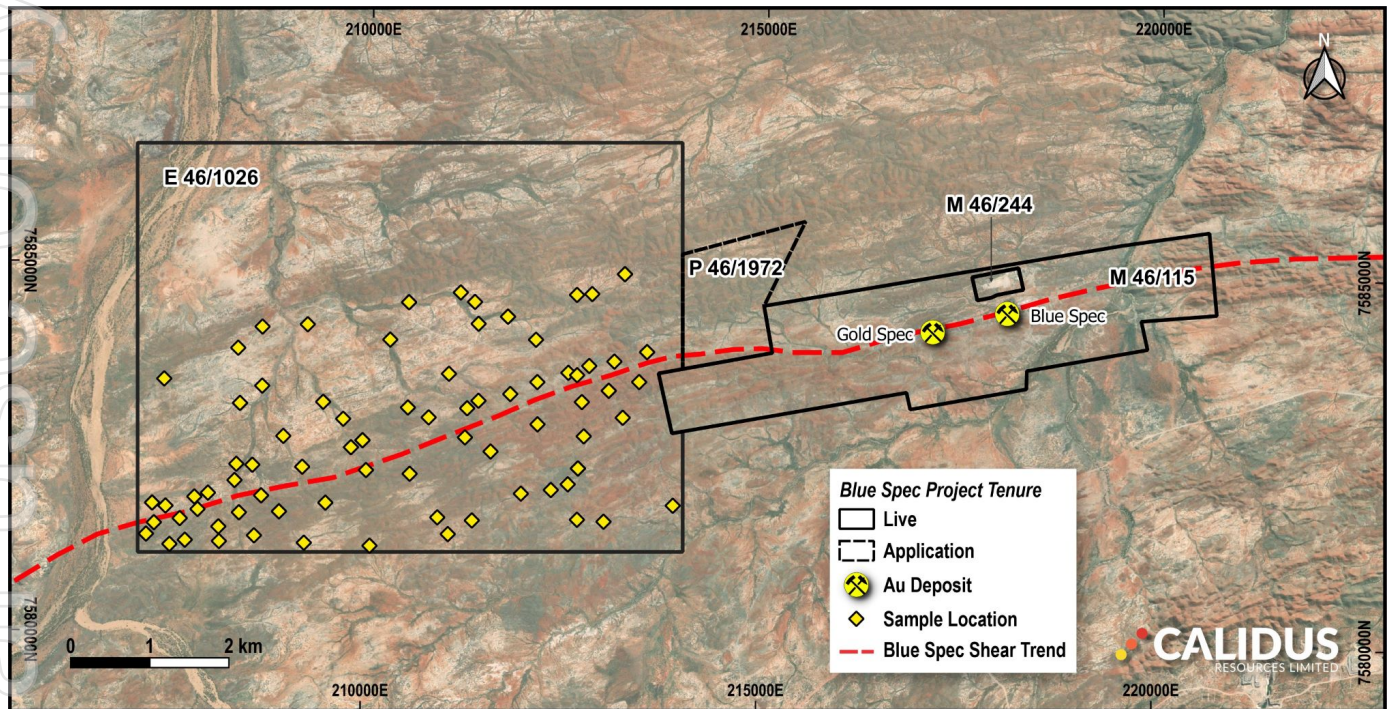 210000E
215000E
220000E
N
E 46/1026
M 46/244
7585000N
P 46/1972
M 46/115
7585000N
Gold Spec
Blue Spec
Blue Spec Project Tenure
Live
Application
Au Deposit
Sample Location
Blue Spec Shear Trend
7580000N
0 1 2 km
CALIDUS
RESOURCES LIMITED
7580000N
210000E
215000E
220000E